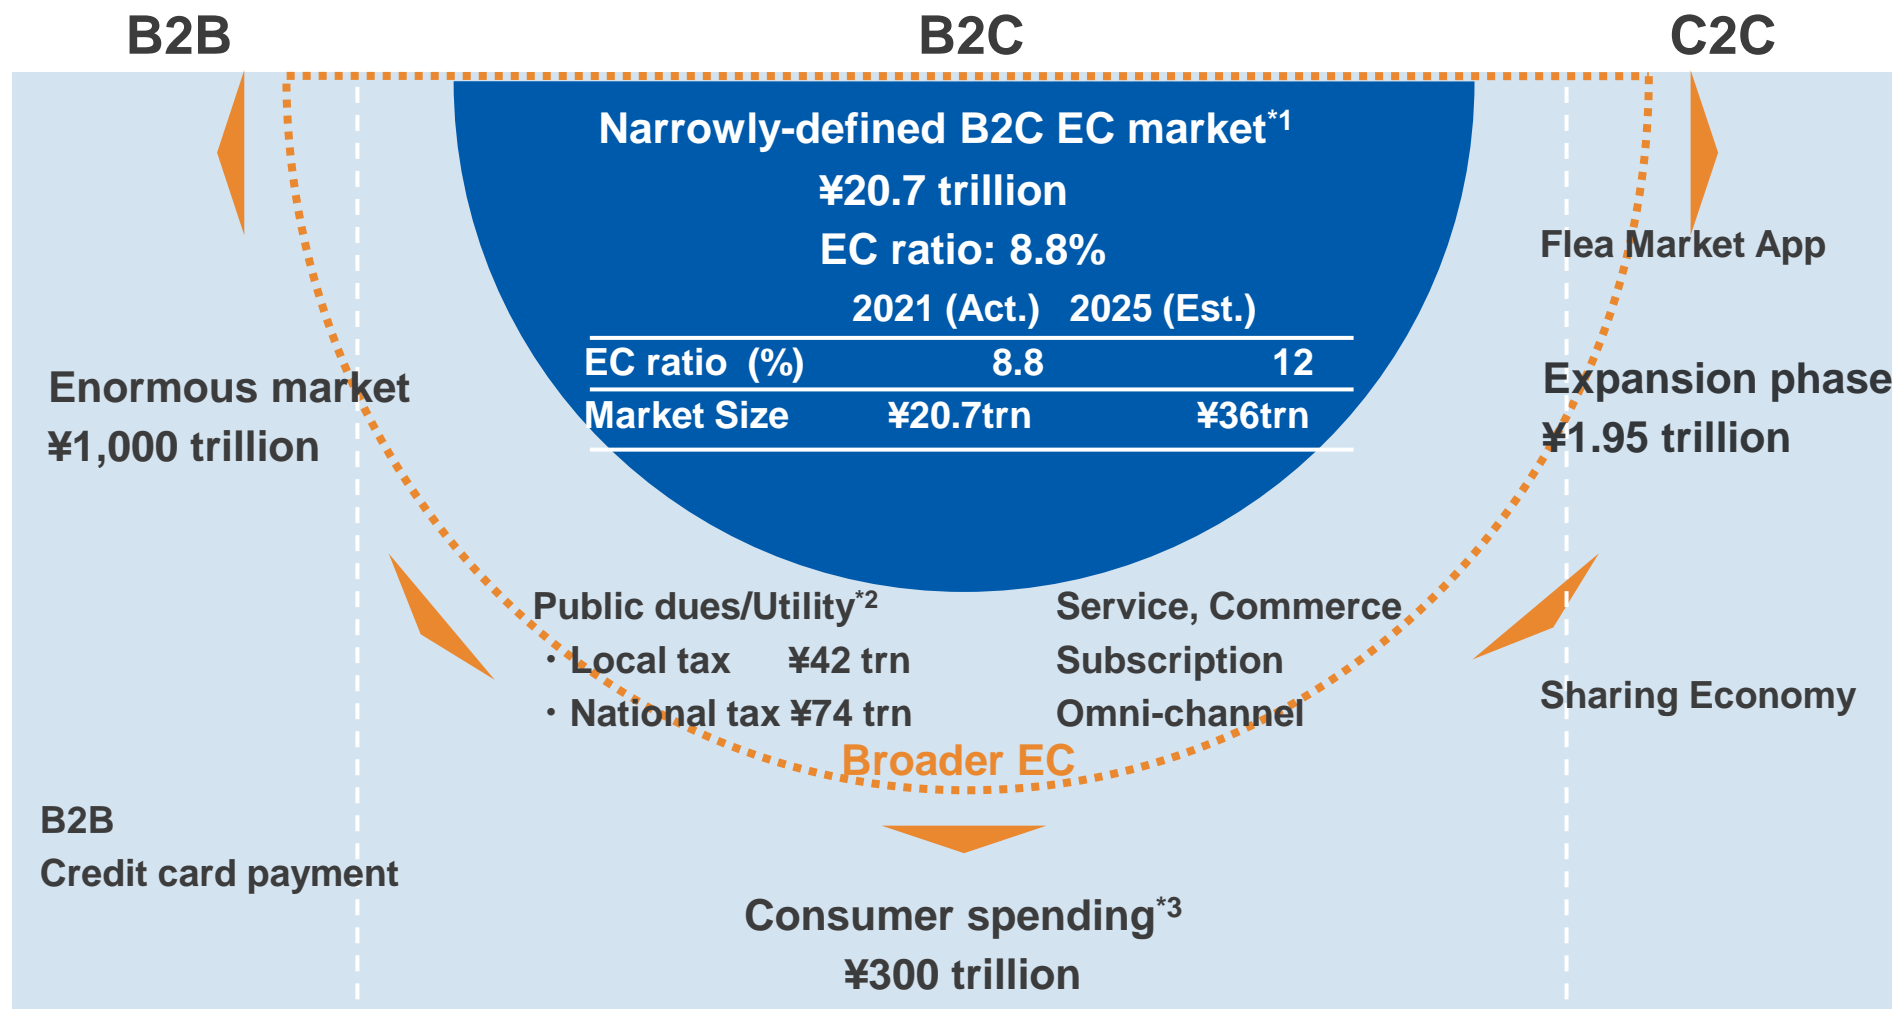 B2B
B2C
C2C
Narrowly-defined B2C EC market*1
¥20.7 trillion
EC ratio: 8.8%
2021 (Act.) 2025 (Est.)
EC ratio (%) 8.8 12
Market Size ¥20.7trn ¥36trn
Enormous market
¥1,000 trillion
Flea Market App
Expansion phase
¥1.95 trillion
Public dues/Utility*2
・Local tax ¥42 trn
・National tax ¥74 trn
Service, Commerce
Subscription
Omni-channel
Sharing Economy
Broader EC
B2B
Credit card payment
Consumer spending*3
¥300 trillion